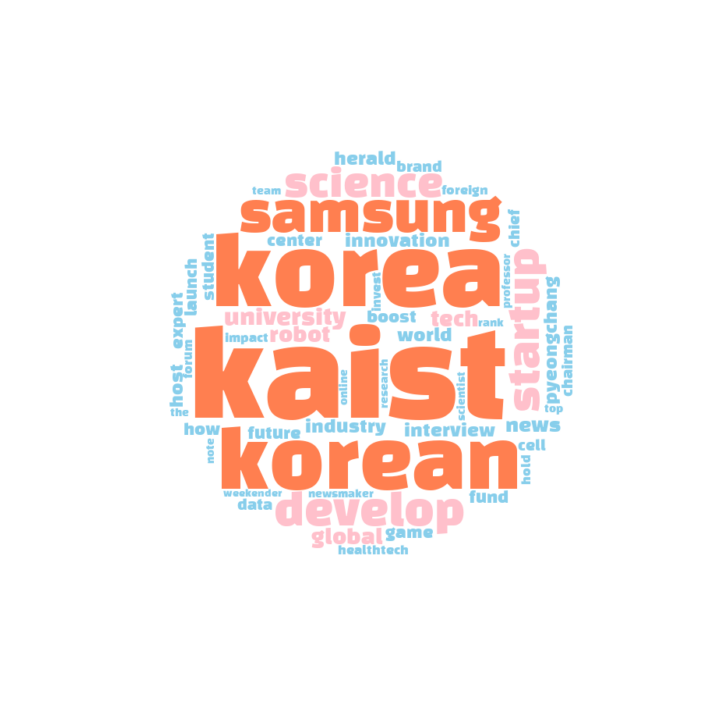 herald
brand
science
team
foreign
samsung
chief
center
innovation
student
korea
launch
invest
professor
startup
pyeongchang
expert
university
boost
tech
rank
impact
robot
world
forum
chairman
kaist
host
online
research
scientist
the
top
how
future
industry
interview
news
note
korean
cell
hold
weekender
newsmaker
data
develop
fund
global
game
healthtech